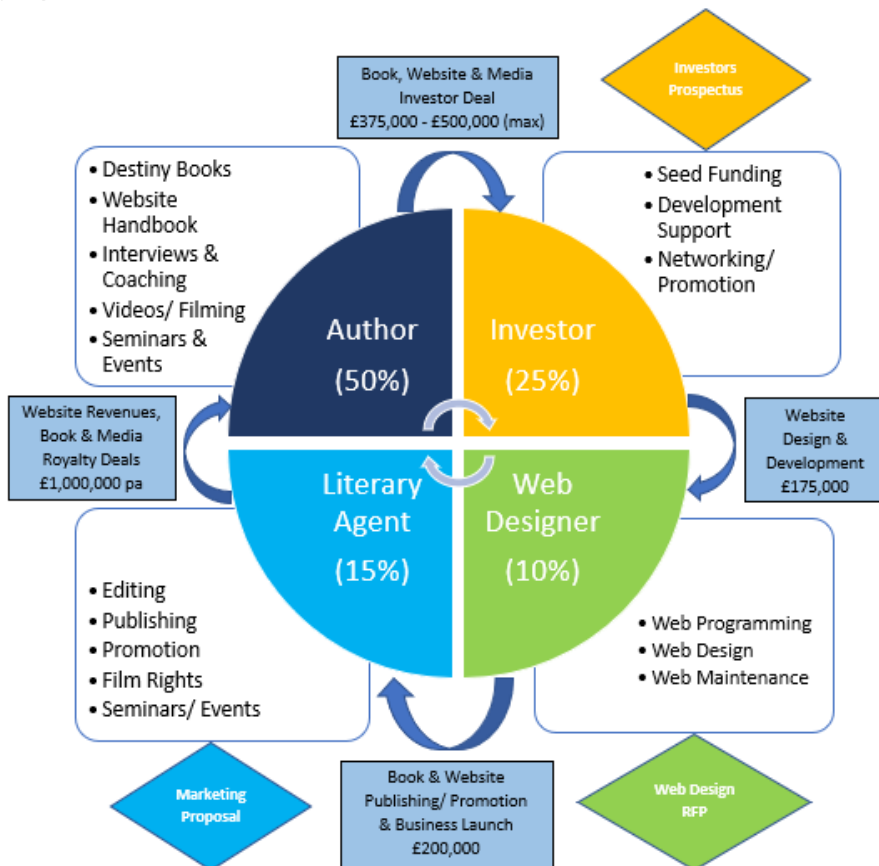 Book, Website & Media
Investor Deal
£375,000 - £500,000 (max)
Investors
Prospectus
• Destiny Books
• Website
Handbook
• Interviews &
Coaching
• Videos/ Filming
• Seminars &
Events
• Seed Funding
• Development
Support
• Networking/
Promotion
Author
(50%)
Investor
(25%)
Website Revenues,
Book & Media
Royalty Deals
£1,000,000 pa
Website
Design &
Development
£175,000
Literary
Agent
(15%)
Web
Designer
(10%)
• Editing
• Publishing
• Promotion
• Film Rights
• Seminars/ Events
• Web Programming
• Web Design
• Web Maintenance
Marketing
Proposal
Book & Website
Publishing/ Promotion
& Business Launch
£200,000
Web Design
RFP